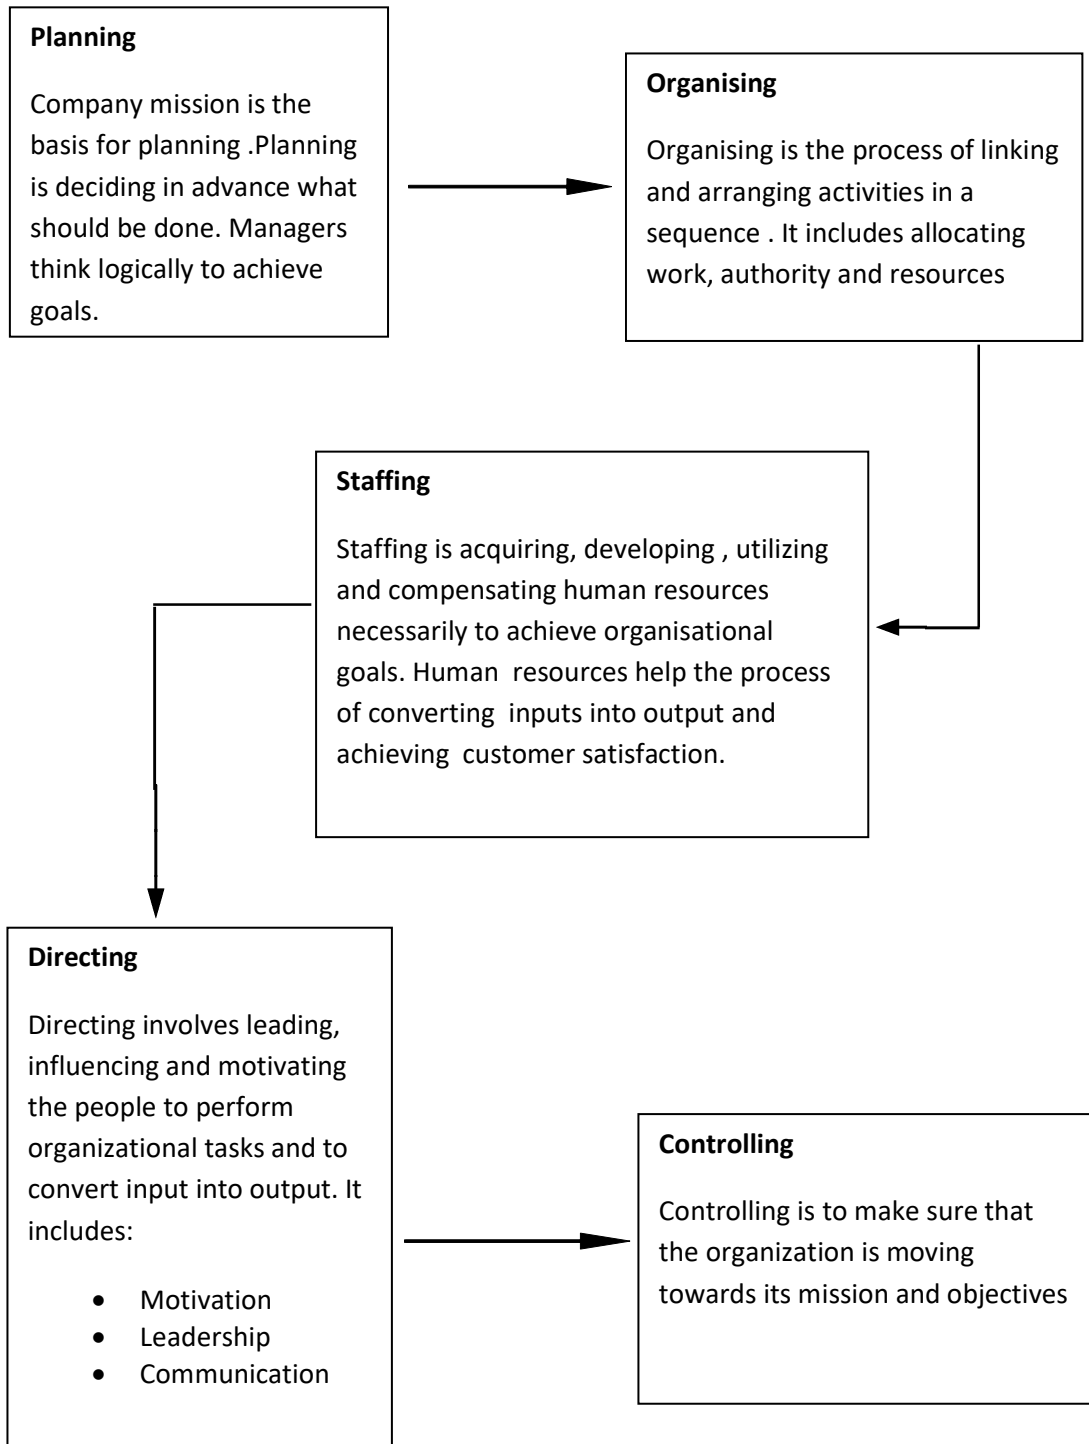 Planning
Company mission is the
basis for planning .Planning
is deciding in advance what
should be done. Managers
think logically to achieve
goals.
Organising
Organising is the process of linking
and arranging activities in a
sequence . It includes allocating
work, authority and resources
Staffing
Staffing is acquiring, developing , utilizing
and compensating human resources
necessarily to achieve organisational
goals. Human  resources help the process
of converting  inputs into output and
achieving  customer satisfaction.
Directing
Directing involves leading,
influencing and motivating
the people to perform
organizational tasks and to
convert input into output. It
includes:
• Motivation
• Leadership
• Communication
Controlling
Controlling is to make sure that
the organization is moving
towards its mission and objectives